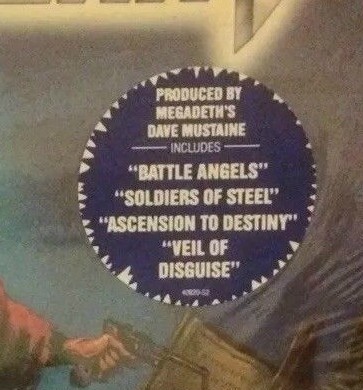 PRODUCED BY
MEGADETH'S
DAVE MUSTAINE
INCLUDES
"BATTLE ANGELS"
"SOLDIERS OF STEEL"
"ASCENSION TO DESTINY"
"VEIL OF
DISGUISE"